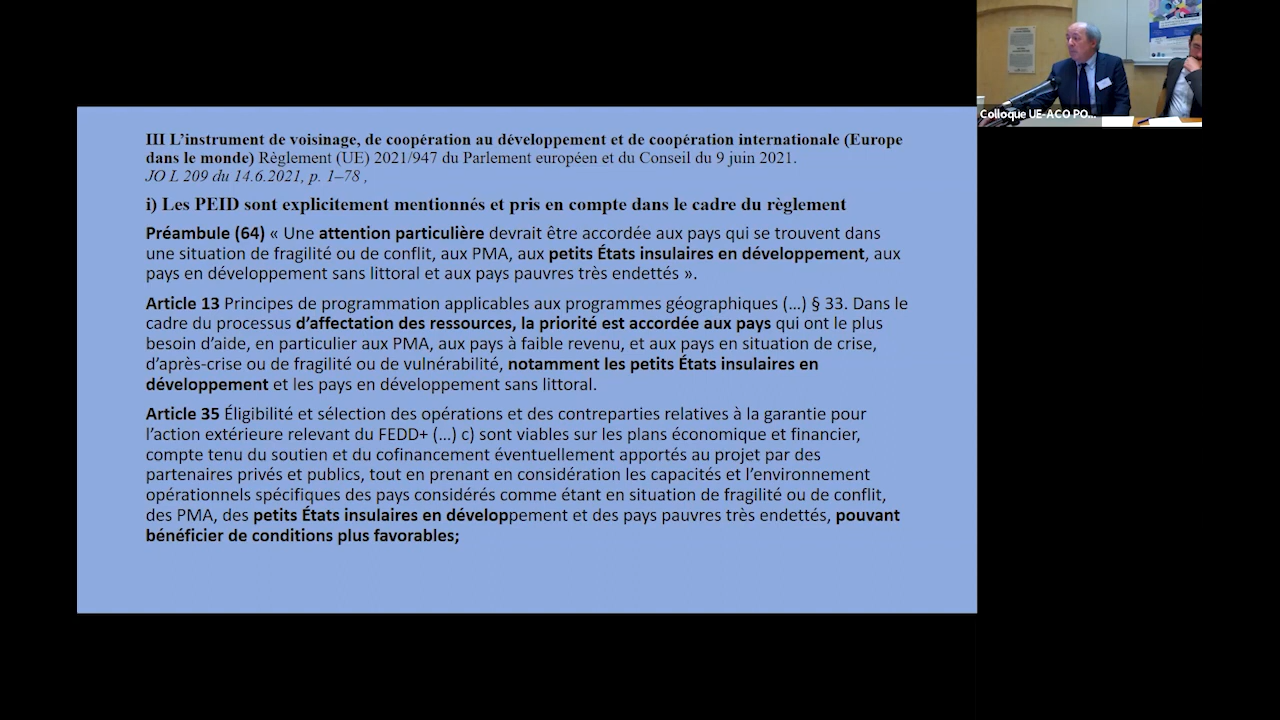 III L’instrument de voisinage, de coopération au développement et de coopération internationale (Europe
dans le monde) Règlement (UE) 2021/947 du Parlement européen et du Conseil du 9 juin 2021.
JO L 209 du 14.6.2021, p. 1–78 ,
i) Les PEID sont explicitement mentionnés et pris en compte dans le cadre du règlement
Préambule (64) « Une attention particulière devrait être accordée aux pays qui se trouvent dans
une situation de fragilité ou de conflit, aux PMA, aux petits États insulaires en développement, aux
pays en développement sans littoral et aux pays pauvres très endettés ».
Article 13 Principes de programmation applicables aux programmes géographiques (…) § 33. Dans le
cadre du processus d’affectation des ressources, la priorité est accordée aux pays qui ont le plus
besoin d’aide, en particulier aux PMA, aux pays à faible revenu, et aux pays en situation de crise,
d’après-crise ou de fragilité ou de vulnérabilité, notamment les petits États insulaires en
développement et les pays en développement sans littoral.
Article 35 Éligibilité et sélection des opérations et des contreparties relatives à la garantie pour
l’action extérieure relevant du FEDD+ (…) c) sont viables sur les plans économique et financier,
compte tenu du soutien et du cofinancement éventuellement apportés au projet par des
partenaires privés et publics, tout en prenant en considération les capacités et l’environnement
opérationnels spécifiques des pays considérés comme étant en situation de fragilité ou de conflit,
des PMA, des petits États insulaires en développement et des pays pauvres très endettés, pouvant
bénéficier de conditions plus favorables;
Colloque UE-ACO PO...